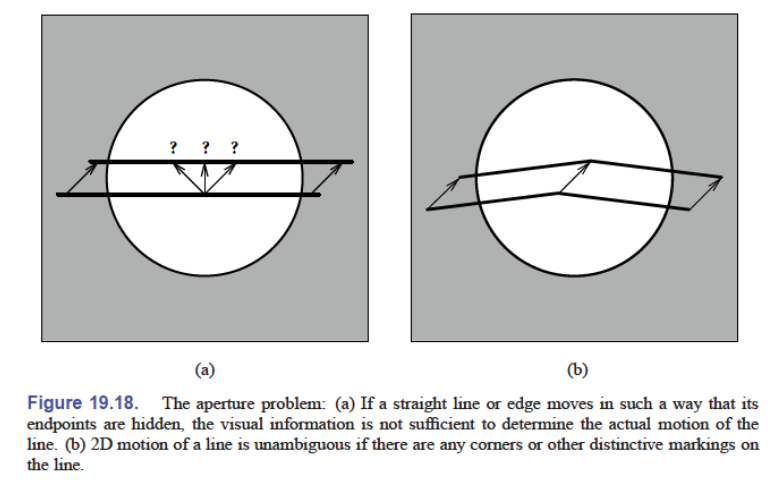 ? ? ?
(a)
(b)
Figure 19.18. The aperture problem: (a) If a straight line or edge moves in such a way that its
endpoints are hidden, the visual information is not sufficient to determine the actual motion of the
line. (b) 2D motion of a line is unambiguous if there are any corners or other distinctive markings on
the line.